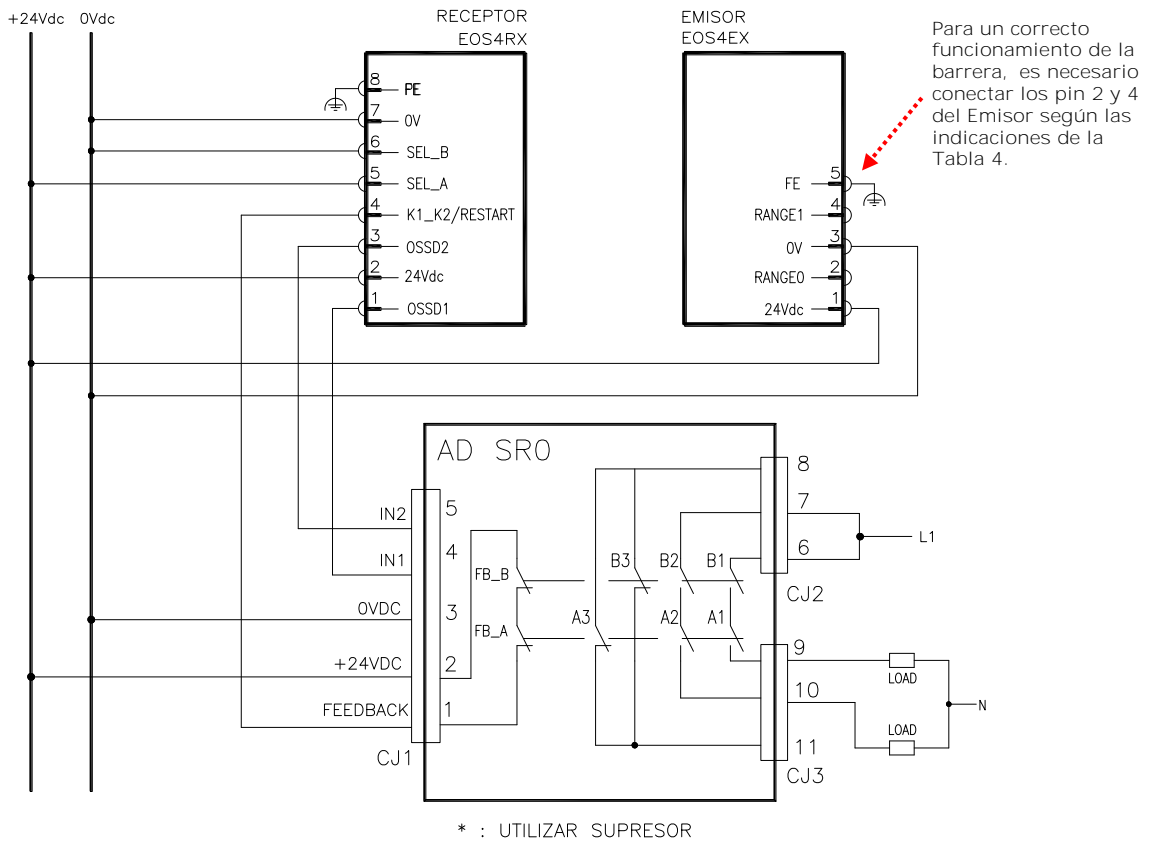 +24Vdc 0Vdc
RECEPTOR
EOS4RX
8 PE
7 0V
6 SEL_B
5 SEL_A
4 K1_K2/RESTART
3 OSSD2
2 24Vdc
1 OSSD1
EMISOR
EOS4EX
FE 5
RANGE1 4
0V 3
RANGE0 2
24Vdc 1
Para un correcto
funcionamiento de la
barrera, es necesario
conectar los pin 2 y 4
del Emisor según las
indicaciones de la
Tabla 4.
AD SR0
IN2 5
IN1 4
0VDC 3
+24VDC 2
FEEDBACK 1
CJ1
FB_B
FB_A
B3 B2 B1
A3 A2 A1
8
7
6
CJ2
L1
9
10
11
CJ3
LOAD
LOAD
N
* : UTILIZAR SUPRESOR